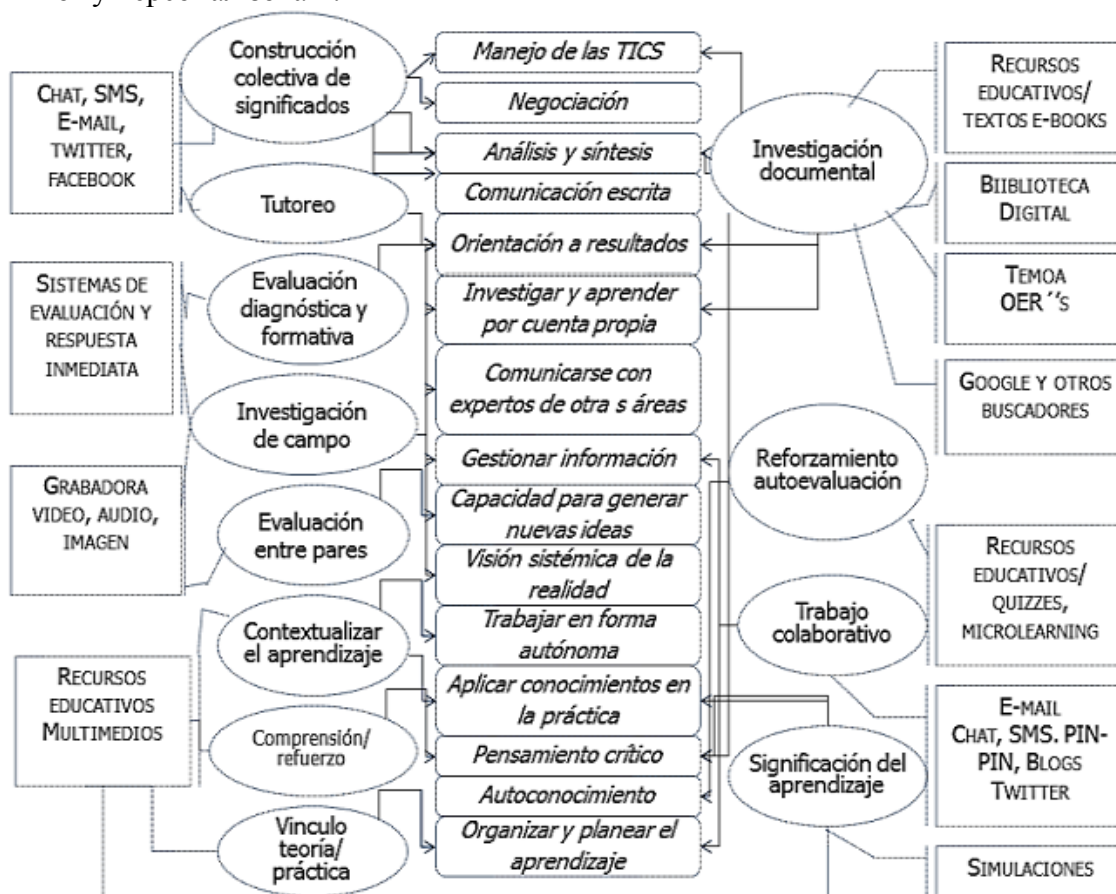 Construcción
colectiva de
significados
CHAT, SMS,
E-MAIL,
TWITTER,
FACEBOOK
Tutoreo
SISTEMAS DE
EVALUACIÓN Y
RESPUESTA
INMEDIATA
Evaluación
diagnóstica y
formativa
Investigación
de campo
GRABADORA
VIDEO, AUDIO,
IMAGEN
Evaluación
entre pares
Contextualizar
el aprendizaje
RECURSOS
EDUCATIVOS
MULTIMEDIOS
Comprensión/
refuerzo
Vinculo
teoría/
práctica
Manejo de las TICS
Negociación
Análisis y síntesis
Comunicación escrita
Orientación a resultados
Investigar y aprender
por cuenta propia
Comunicarse con
expertos de otra s áreas
Gestionar información
Capacidad para generar
nuevas ideas
Visión sistémica de la
realidad
Trabajar en forma
autónoma
Aplicar conocimientos en
la práctica
Pensamiento crítico
Autoconocimiento
Organizar y planear el
aprendizaje
Investigación
documental
Reforzamiento
autoevaluación
Trabajo
colaborativo
Significación del
aprendizaje
RECURSOS
EDUCATIVOS/
TEXTOS E-BOOKS
BIIBLIOTECA
DIGITAL
TEMOA
OER ´´S
GOOGLE Y OTROS
BUSCADORES
RECURSOS
EDUCATIVOS/
QUIZZES,
MICROLEARNING
E-MAIL
CHAT, SMS. PIN-
PIN, BLOGS
TWITTER
SIMULACIONES